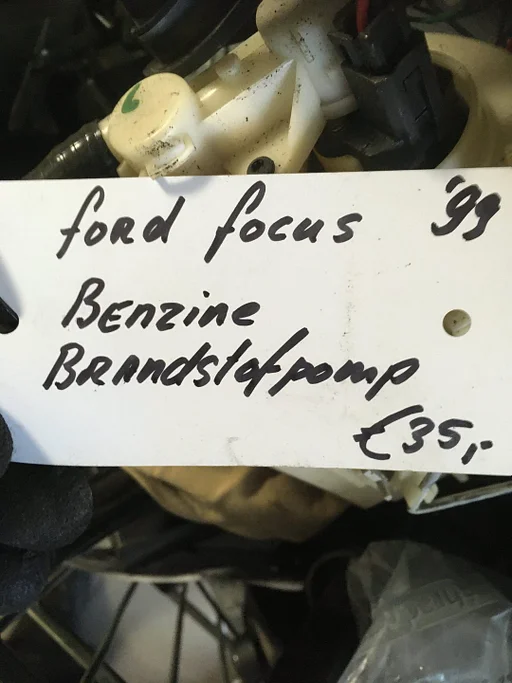 ford focus '99
Benzine
Brandstofpomp
€35,-